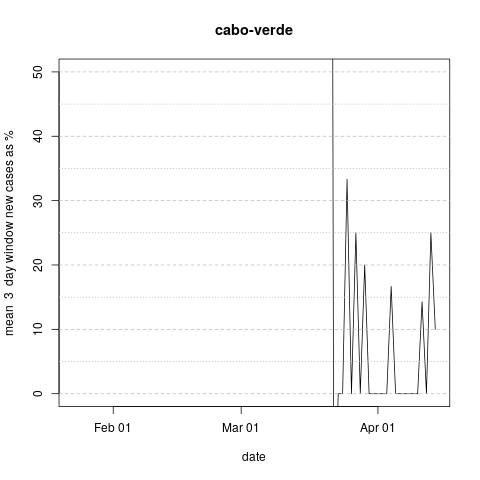 cabo-verde
mean 3 day window new cases as %
50
40
30
20
10
0
Feb 01
Mar 01
Apr 01
date